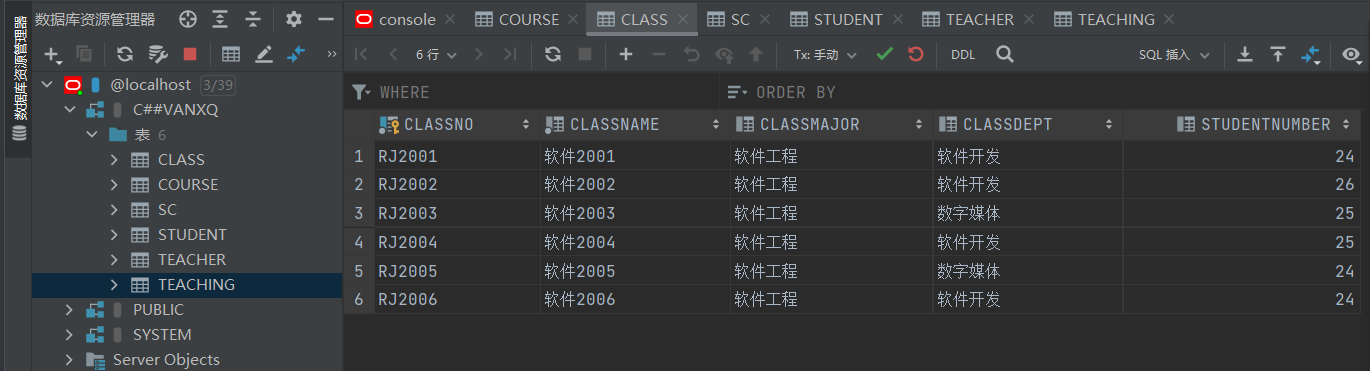 数据库资源管理器
数据库资源管理器
console COURSE CLASS SC STUDENT TEACHER TEACHING
6 行 Tx: 手动 DDL SQL 插入
@localhost 3/39
C##VANXQ
表 6
CLASS
COURSE
SC
STUDENT
TEACHER
TEACHING
PUBLIC
SYSTEM
Server Objects
WHERE ORDER BY
CLASSNO CLASSNAME CLASSMAJOR CLASSDEPT STUDENTNUMBER
1 RJ2001 软件2001 软件工程 软件开发 24
2 RJ2002 软件2002 软件工程 软件开发 26
3 RJ2003 软件2003 软件工程 数字媒体 25
4 RJ2004 软件2004 软件工程 软件开发 25
5 RJ2005 软件2005 软件工程 数字媒体 24
6 RJ2006 软件2006 软件工程 软件开发 24